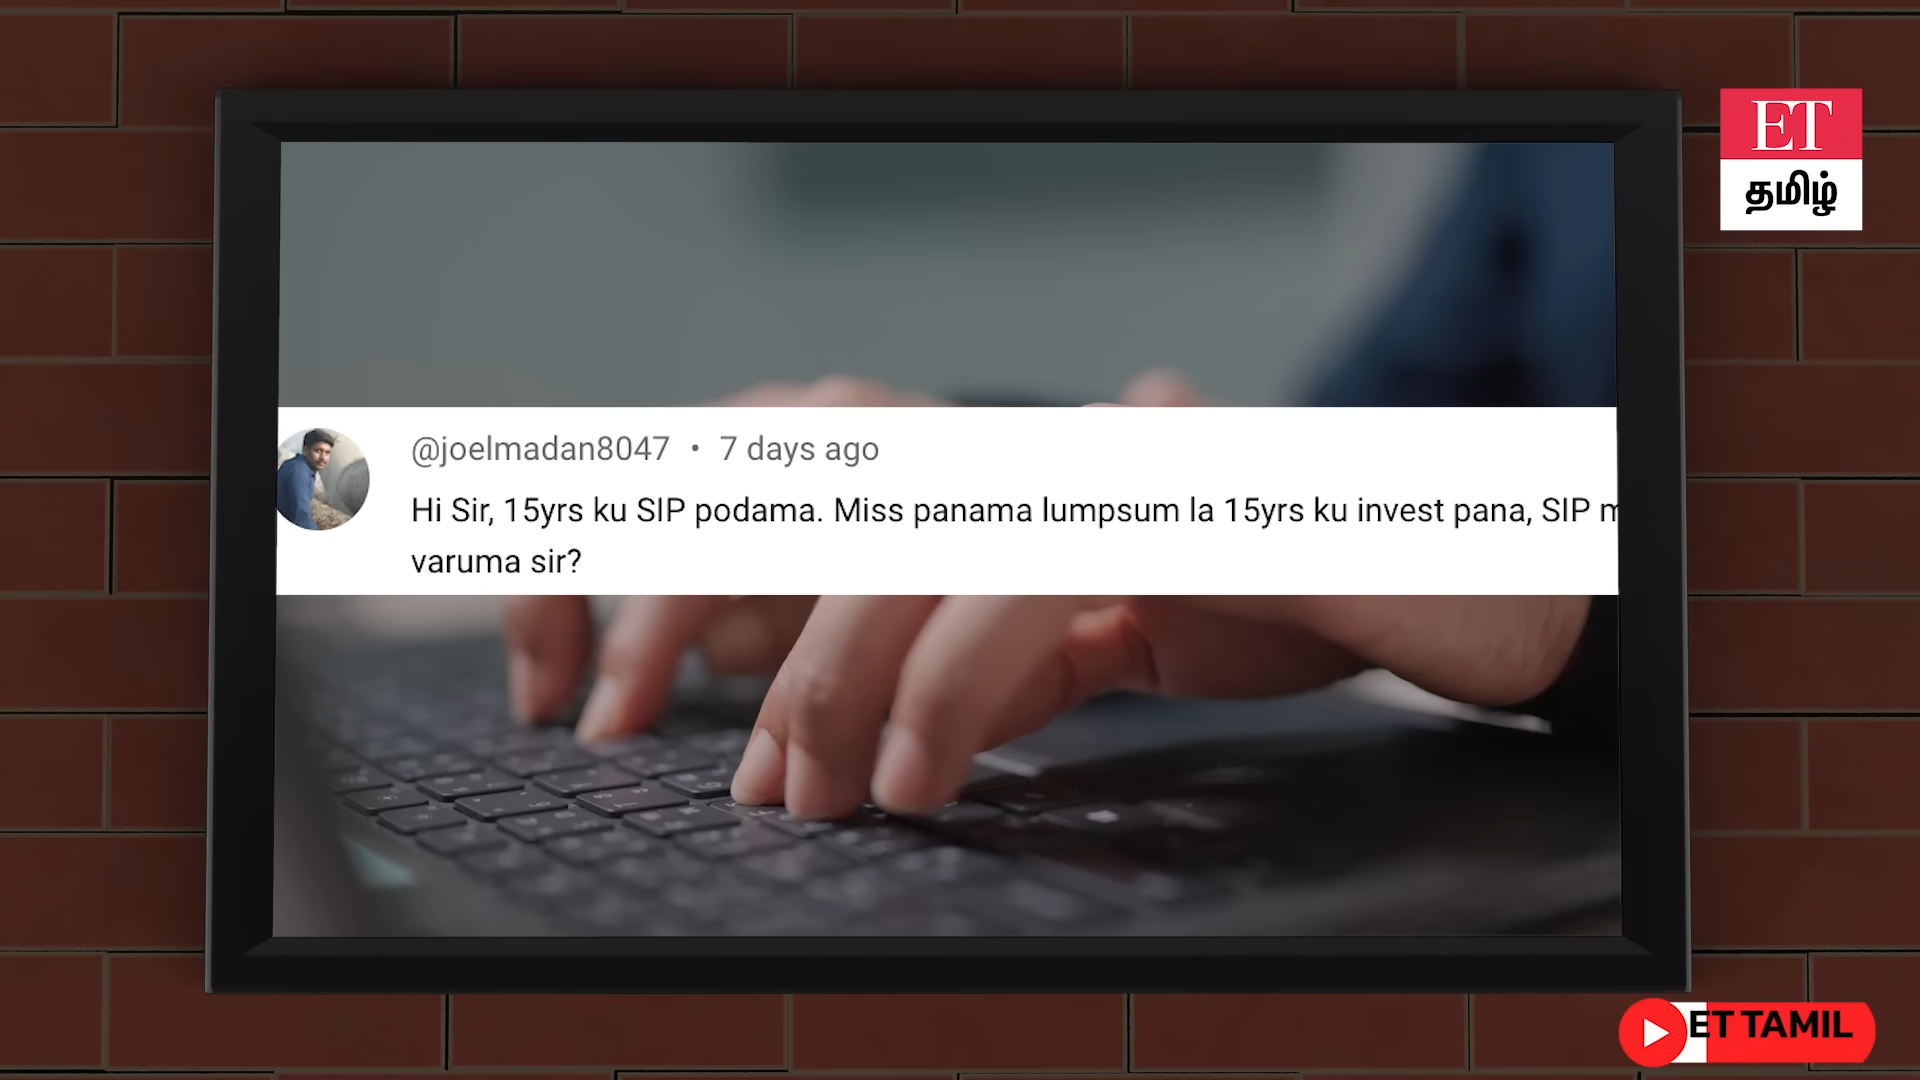 ET
தமிழ்
@joelmadan8047 • 7 days ago
Hi Sir, 15yrs ku SIP podama. Miss panama lumpsum la 15yrs ku invest pana, SIP
varuma sir?
ET TAMIL